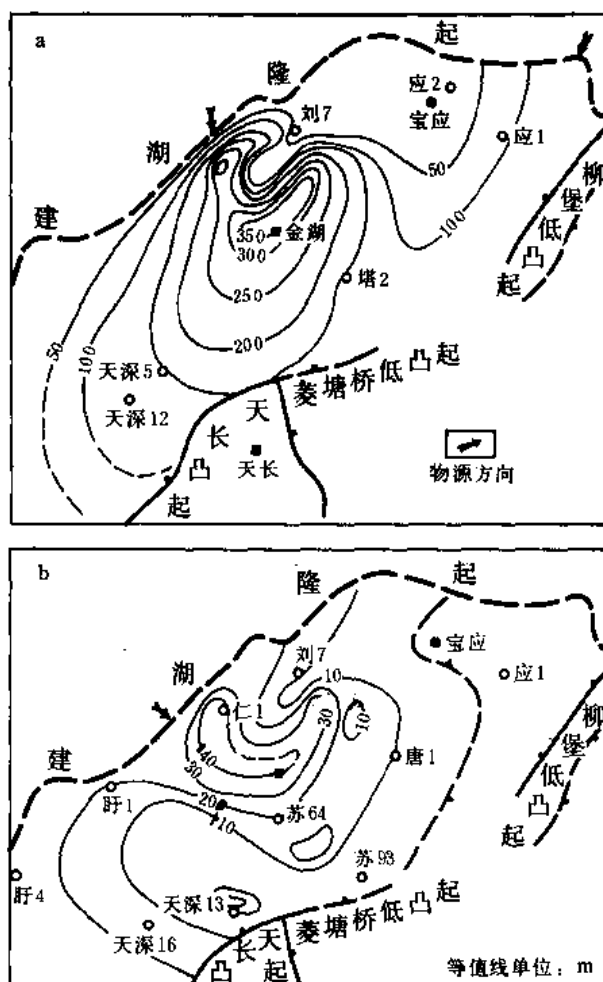 a
建湖隆起
刘7
应2
宝应
应1
50
100
柳堡低凸起
350
金湖
300
250
200
塔2
50
100
天深5
天深12
菱塘桥低凸起
天长凸起
天长
物源方向
b
建湖隆起
宝应
刘7
应1
10
仁1
30
10
40
30
唐1
柳堡低凸起
盱1
20
10
苏64
苏93
盱4
天深13
天深16
菱塘桥低凸起
天长凸起
等值线单位：m